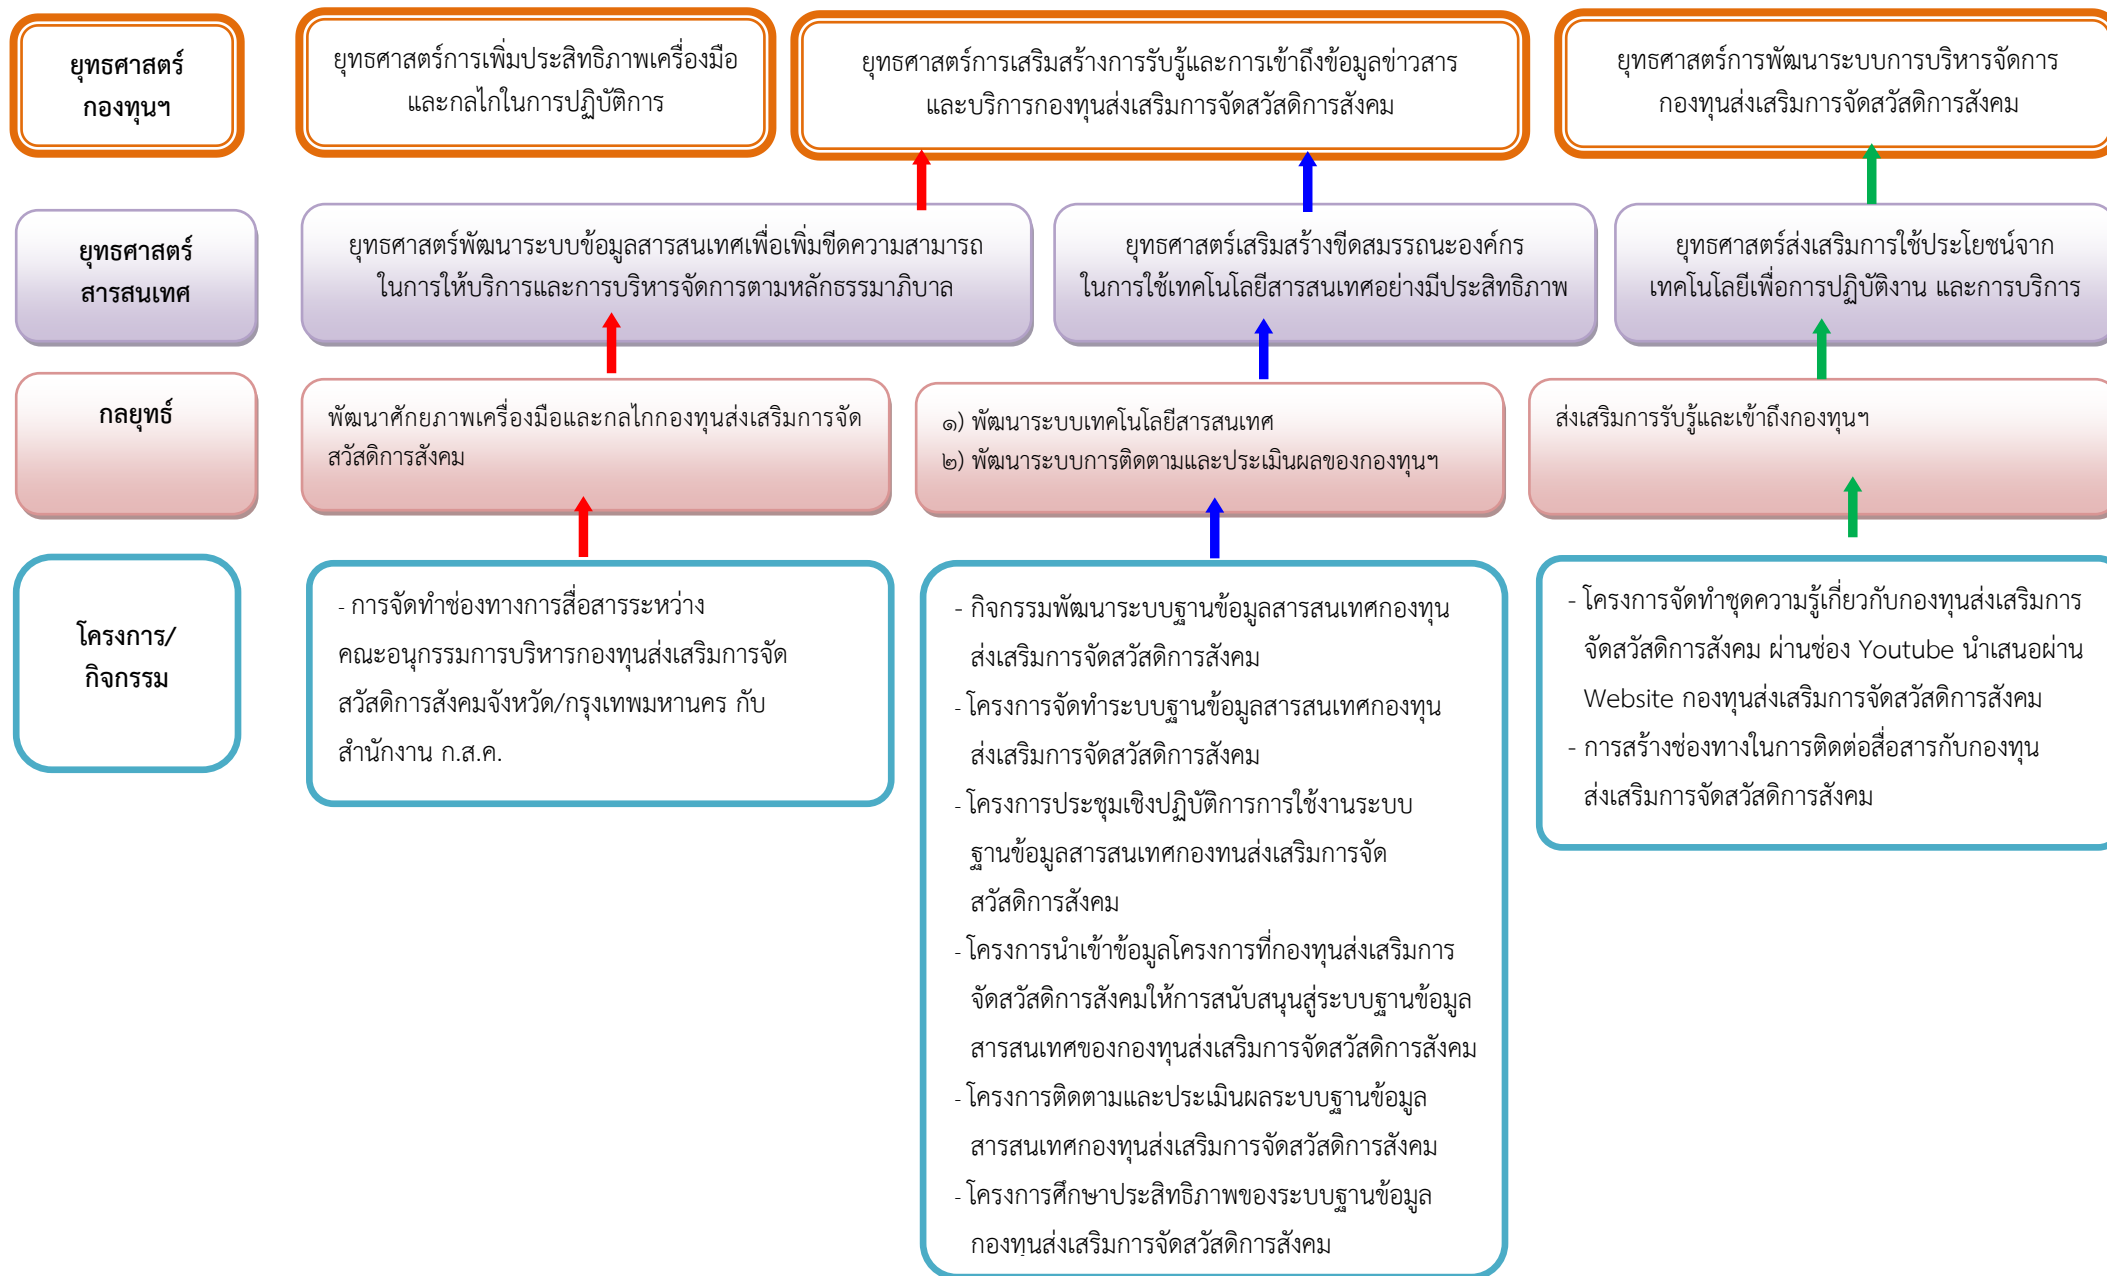 ยุทธศาสตร์
กองทุนฯ
ยุทธศาสตร์การเพิ่มประสิทธิภาพเครื่องมือ
และกลไกในการปฏิบัติการ
ยุทธศาสตร์การเสริมสร้างการรับรู้และการเข้าถึงข้อมูลข่าวสาร
และบริการกองทุนส่งเสริมการจัดสวัสดิการสังคม
ยุทธศาสตร์การพัฒนาระบบการบริหารจัดการ
กองทุนส่งเสริมการจัดสวัสดิการสังคม
ยุทธศาสตร์
สารสนเทศ
ยุทธศาสตร์พัฒนาระบบข้อมูลสารสนเทศเพื่อเพิ่มขีดความสามารถ
ในการให้บริการและการบริหารจัดการตามหลักธรรมาภิบาล
ยุทธศาสตร์เสริมสร้างขีดสมรรถนะองค์กร
ในการใช้เทคโนโลยีสารสนเทศอย่างมีประสิทธิภาพ
ยุทธศาสตร์ส่งเสริมการใช้ประโยชน์จาก
เทคโนโลยีเพื่อการปฏิบัติงาน และการบริการ
กลยุทธ์
พัฒนาศักยภาพเครื่องมือและกลไกกองทุนส่งเสริมการจัด
สวัสดิการสังคม
๑) พัฒนาระบบเทคโนโลยีสารสนเทศ
๒) พัฒนาระบบการติดตามและประเมินผลของกองทุนฯ
ส่งเสริมการรับรู้และเข้าถึงกองทุนฯ
โครงการ/
กิจกรรม
- การจัดทำช่องทางการสื่อสารระหว่าง
คณะอนุกรรมการบริหารกองทุนส่งเสริมการจัด
สวัสดิการสังคมจังหวัด/กรุงเทพมหานคร กับ
สำนักงาน ก.ส.ค.
- กิจกรรมพัฒนาระบบฐานข้อมูลสารสนเทศกองทุน
ส่งเสริมการจัดสวัสดิการสังคม
- โครงการจัดทำระบบฐานข้อมูลสารสนเทศกองทุน
ส่งเสริมการจัดสวัสดิการสังคม
- โครงการประชุมเชิงปฏิบัติการการใช้งานระบบ
ฐานข้อมูลสารสนเทศกองทนส่งเสริมการจัด
สวัสดิการสังคม
- โครงการนำเข้าข้อมูลโครงการที่กองทุนส่งเสริมการ
จัดสวัสดิการสังคมให้การสนับสนุนสู่ระบบฐานข้อมูล
สารสนเทศของกองทุนส่งเสริมการจัดสวัสดิการสังคม
- โครงการติดตามและประเมินผลระบบฐานข้อมูล
สารสนเทศกองทุนส่งเสริมการจัดสวัสดิการสังคม
- โครงการศึกษาประสิทธิภาพของระบบฐานข้อมูล
กองทุนส่งเสริมการจัดสวัสดิการสังคม
- โครงการจัดทำชุดความรู้เกี่ยวกับกองทุนส่งเสริมการ
จัดสวัสดิการสังคม ผ่านช่อง Youtube นำเสนอผ่าน
Website กองทุนส่งเสริมการจัดสวัสดิการสังคม
- การสร้างช่องทางในการติดต่อสื่อสารกับกองทุน
ส่งเสริมการจัดสวัสดิการสังคม